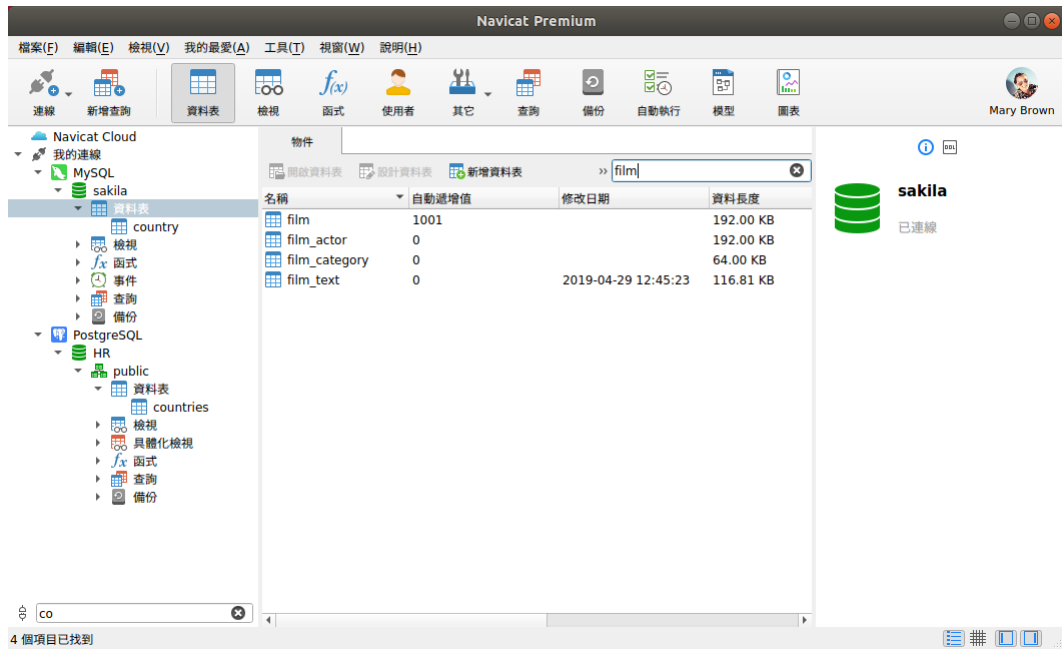 Navicat Premium
檔案(F) 編輯(E) 檢視(V) 我的最愛(A) 工具(T) 視窗(W) 說明(H)
連線 新增查詢 資料表 檢視 函式 使用者 其它 查詢 備份 自動執行 模型 圖表 Mary Brown
Navicat Cloud
我的連線
MySQL
sakila
資料表
country
檢視
函式
事件
查詢
備份
PostgreSQL
HR
public
資料表
countries
檢視
具體化檢視
函式
查詢
備份
co
物件
開啟資料表 設計資料表 新增資料表 » film
名稱 自動遞增值 修改日期 資料長度
film 1001 192.00 KB
film_actor 0 192.00 KB
film_category 0 64.00 KB
film_text 0 2019-04-29 12:45:23 116.81 KB
DDL
sakila
已連線
4 個項目已找到